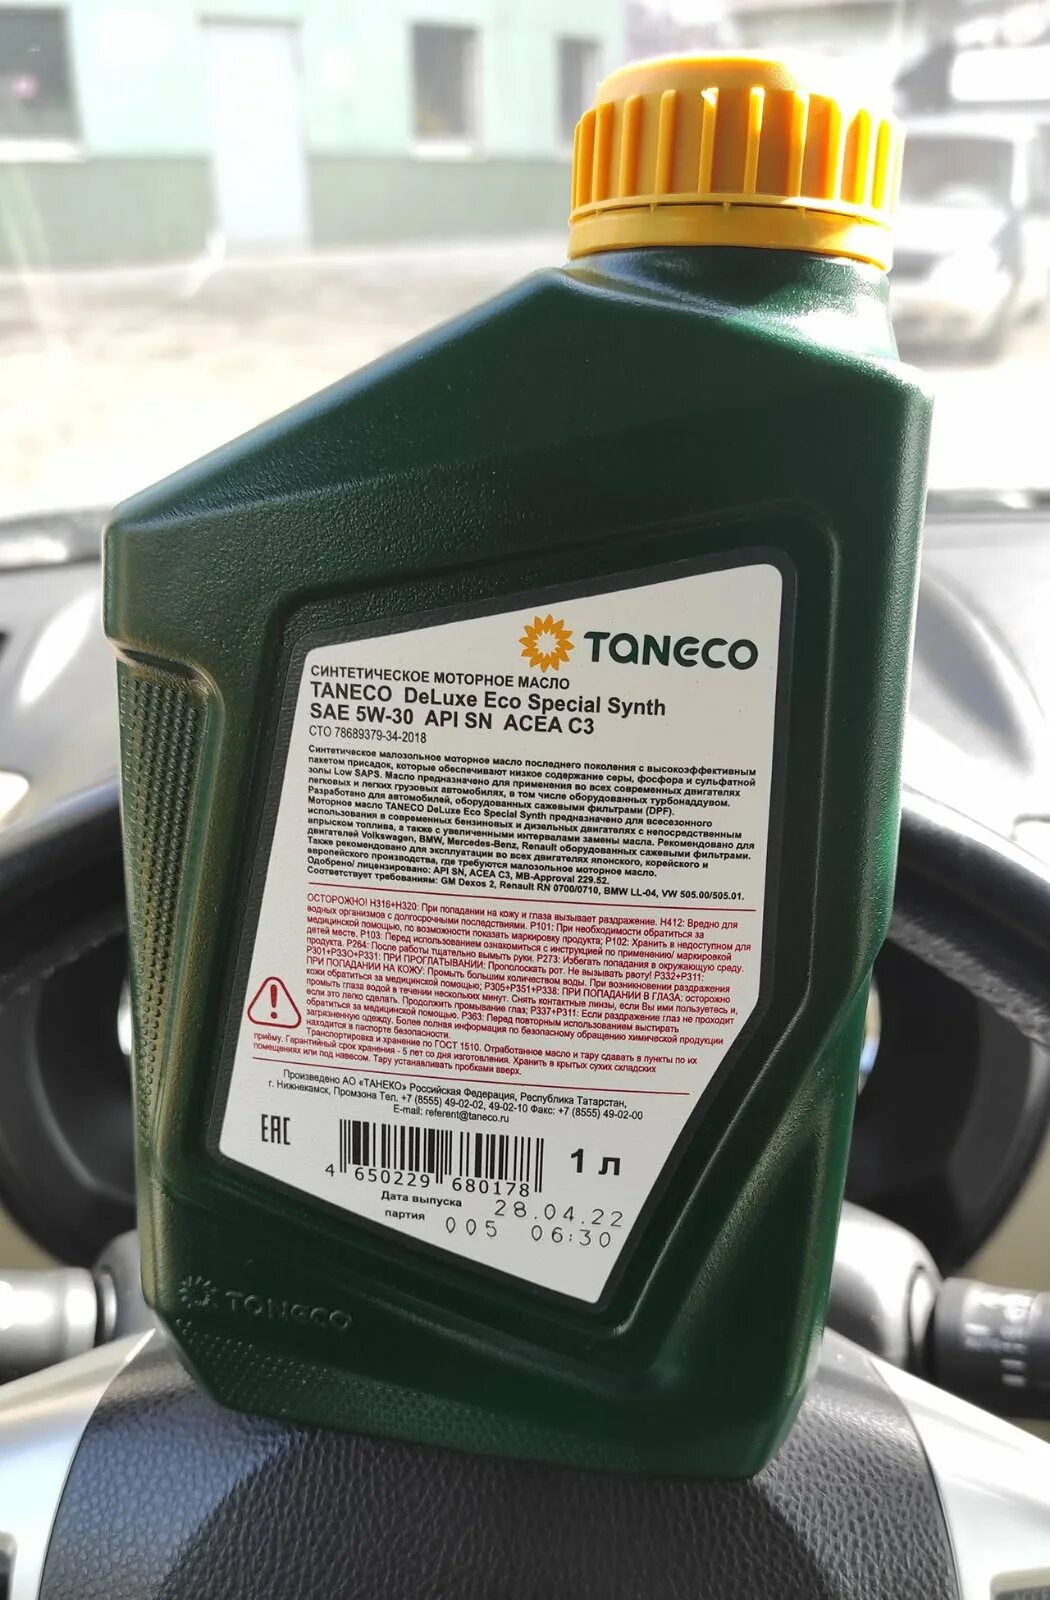 TANECO
СИНТЕТИЧЕСКОЕ МОТОРНОЕ МАСЛО
TANECO DeLuxe Eco Special Synth
SAE 5W-30 API SN ACEA C3
СТО 78689379-34-2018
Синтетическое малозольное моторное масло последнего поколения с высокоэффективным
пакетом присадок, которые обеспечивают низкое содержание серы, фосфора и сульфатной
золы Low SAPS. Масло предназначено для применения во всех современных двигателях
легковых и легких грузовых автомобилях, в том числе оборудованных турбонаддувом.
Разработано для автомобилей, оборудованных сажевыми фильтрами (DPF).
Моторное масло TANECO DeLuxe Eco Special Synth предназначено для всесезонного
использования в современных бензиновых и дизельных двигателях с непосредственным
впрыском топлива, а также с увеличенными интервалами замены масла. Рекомендовано для
двигателей Volkswagen, BMW, Mercedes-Benz, Renault оборудованных сажевыми фильтрами.
Также рекомендовано для эксплуатации во всех двигателях японского, корейского и
европейского производства, где требуются малозольное моторное масло.
Одобрено/ лицензировано: API SN, ACEA C3, MB-Approval 229.52.
Соответствует требованиям: GM Dexos 2, Renault RN 0700/0710, BMW LL-04, VW 505.00/505.01.
ОСТОРОЖНО! H316+H320: При попадании на кожу и глаза вызывает раздражение. H412: Вредно для
водных организмов с долгосрочными последствиями. P101: При необходимости обратиться за
медицинской помощью, по возможности показать маркировку продукта; P102: Хранить в недоступном для
детей месте. P103: Перед использованием ознакомиться с инструкцией по применению/ маркировкой
продукта. P264: После работы тщательно вымыть руки. P273: Избегать попадания в окружающую среду.
P301+P330+P331: ПРИ ПРОГЛАТЫВАНИИ: Прополоскать рот. Не вызывать рвоту! P332+P311:
ПРИ ПОПАДАНИИ НА КОЖУ: Промыть большим количеством воды. При возникновении раздражения
кожи обратиться за медицинской помощью; P305+P351+P338: ПРИ ПОПАДАНИИ В ГЛАЗА: осторожно
промыть глаза водой в течении нескольких минут. Снять контактные линзы, если Вы ими пользуетесь и,
если это легко сделать. Продолжить промывание глаз; P337+P311: Если раздражение глаз не проходит
обратиться за медицинской помощью. P363: Перед повторным использованием выстирать
загрязненную одежду. Более полная информация по безопасному обращению химической продукции
находится в паспорте безопасности.
Транспортировка и хранение по ГОСТ 1510. Отработанное масло и тару сдавать в пункты по их
приёму. Гарантийный срок хранения - 5 лет со дня изготовления. Хранить в крытых сухих складских
помещениях или под навесом. Тару устанавливать пробками вверх.
Произведено АО «ТАНЕКО» Российская Федерация, Республика Татарстан,
г. Нижнекамск, Промзона Тел. +7 (8555) 49-02-02, 49-02-10 Факс: +7 (8555) 49-02-00
E-mail: referent@taneco.ru
EAC
1 л
4 650229 680178
Дата выпуска 28.04.22
партия 005 06:30
TANECO